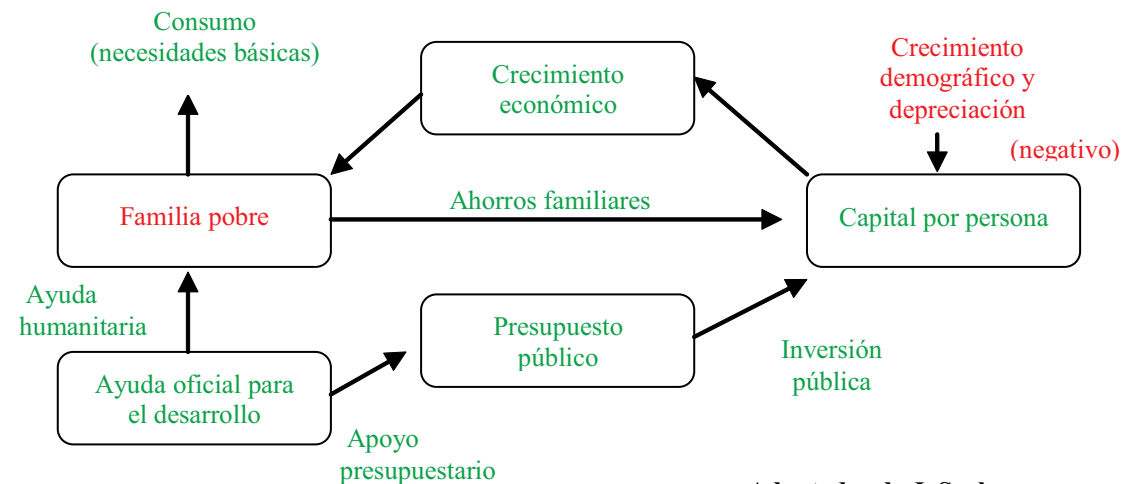 Consumo
(necesidades básicas)
Crecimiento
económico
Crecimiento
demográfico y
depreciación
(negativo)
Familia pobre
Ahorros familiares
Capital por persona
Ayuda
humanitaria
Presupuesto
público
Inversión
pública
Ayuda oficial para
el desarrollo
Apoyo
presupuestario